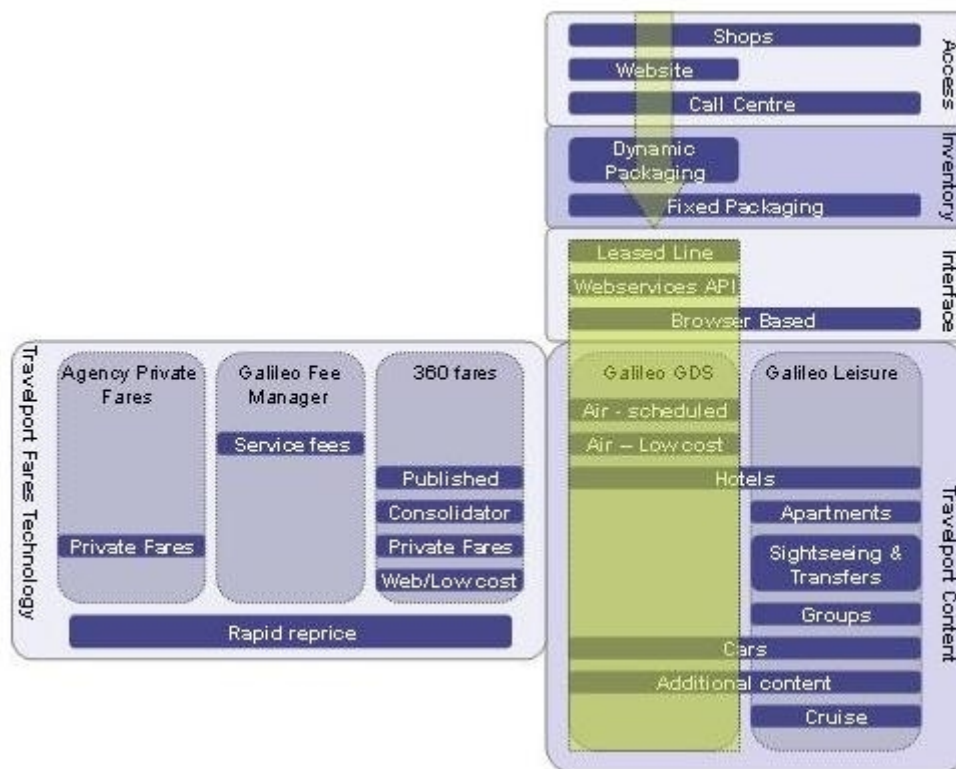 Shops
Website
Call Centre
Access
Dynamic
Packaging
Fixed Packaging
Inventory
Leased Line
Webservices API
Browser Based
Interface
Travelport Fares Technology
Agency Private
Fares
Private Fares
Galileo Fee
Manager
Service fees
360 fares
Published
Consolidator
Private Fares
Web/Low cost
Rapid reprice
Galileo GDS
Galileo Leisure
Air - scheduled
Air – Low cost
Hotels
Apartments
Sightseeing &
Transfers
Groups
Cars
Additional content
Cruise
Travelport Content